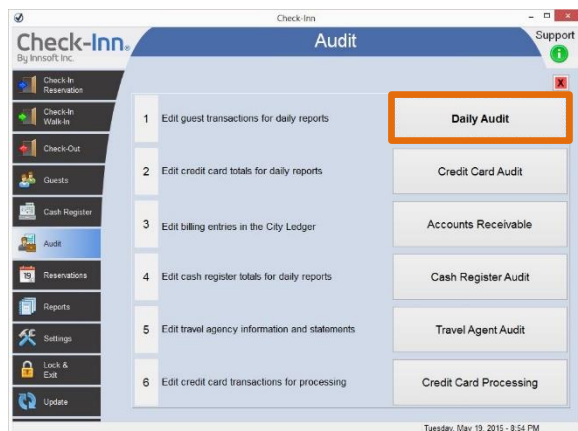 Check-Inn
Check-Inn®
By Innsoft Inc.
Audit
Support
Check-In
Reservation
Check-In
Walk-In
Check-Out
Guests
Cash Register
Audit
19
Reservations
Reports
Settings
Lock &
Exit
Update
X
1 Edit guest transactions for daily reports Daily Audit
2 Edit credit card totals for daily reports Credit Card Audit
3 Edit billing entries in the City Ledger Accounts Receivable
4 Edit cash register totals for daily reports Cash Register Audit
5 Edit travel agency information and statements Travel Agent Audit
6 Edit credit card transactions for processing Credit Card Processing
Tuesday, May 19, 2015 - 8:54 PM